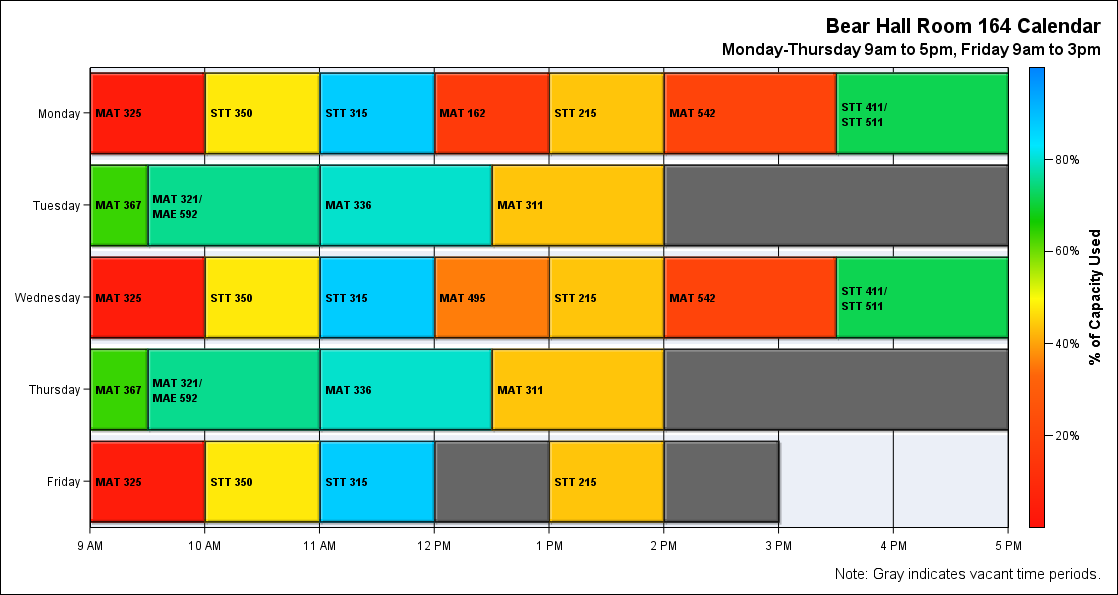 Bear Hall Room 164 Calendar
Monday-Thursday 9am to 5pm, Friday 9am to 3pm
Monday
MAT 325
STT 350
STT 315
MAT 162
STT 215
MAT 542
STT 411/
STT 511
Tuesday
MAT 367
MAT 321/
MAE 592
MAT 336
MAT 311
Wednesday
MAT 325
STT 350
STT 315
MAT 495
STT 215
MAT 542
STT 411/
STT 511
Thursday
MAT 367
MAT 321/
MAE 592
MAT 336
MAT 311
Friday
MAT 325
STT 350
STT 315
STT 215
9 AM
10 AM
11 AM
12 PM
1 PM
2 PM
3 PM
4 PM
5 PM
80%
60%
40%
20%
% of Capacity Used
Note: Gray indicates vacant time periods.